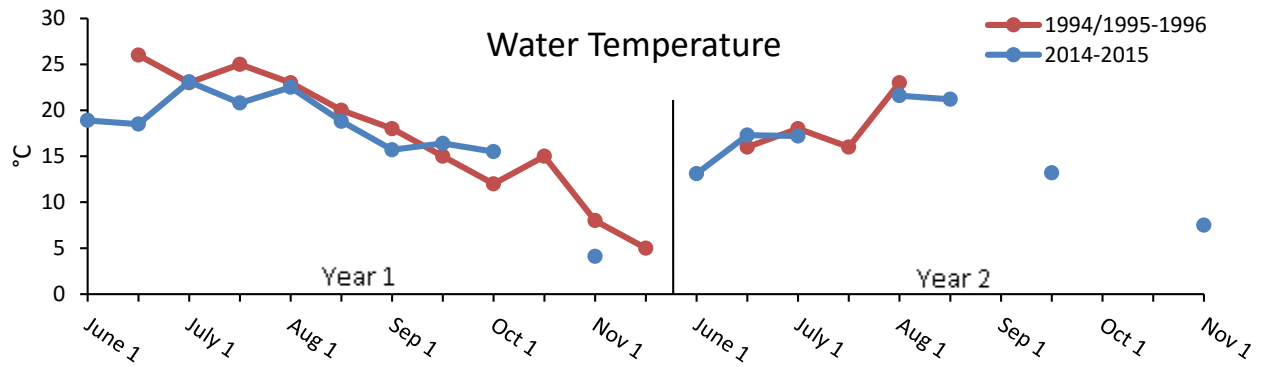 Water Temperature
1994/1995-1996
2014-2015
°C
30
25
20
15
10
5
0
Year 1
Year 2
June 1
July 1
Aug 1
Sep 1
Oct 1
Nov 1
June 1
July 1
Aug 1
Sep 1
Oct 1
Nov 1